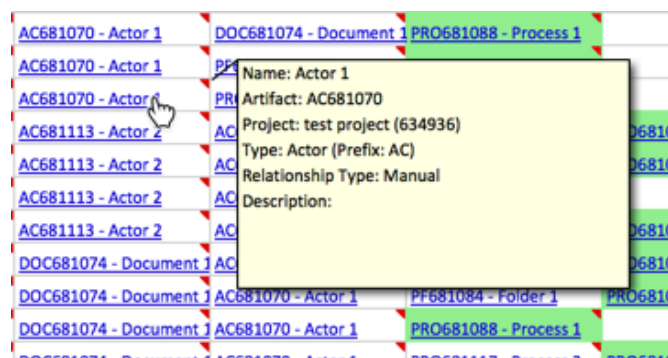 AC681070 - Actor 1 DOC681074 - Document 1 PRO681088 - Process 1
AC681070 - Actor 1
AC681070 - Actor 1
AC681113 - Actor 2
AC681113 - Actor 2
AC681113 - Actor 2
AC681113 - Actor 2
Name: Actor 1
Artifact: AC681070
Project: test project (634936)
Type: Actor (Prefix: AC)
Relationship Type: Manual
Description:
DOC681074 - Document 1
DOC681074 - Document 1 AC681070 - Actor 1 PF681084 - Folder 1
DOC681074 - Document 1 AC681070 - Actor 1 PRO681088 - Process 1